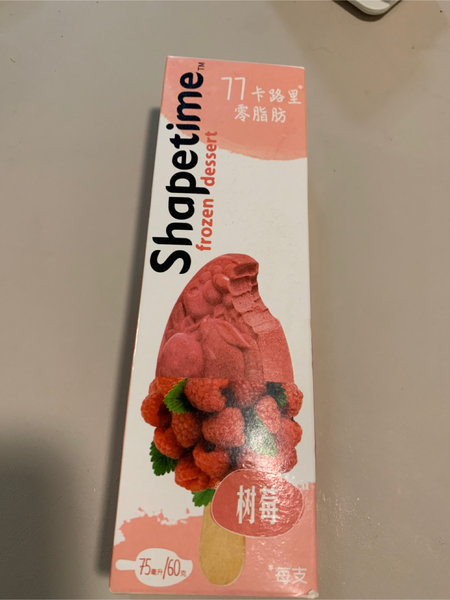 77卡路里*
零脂肪
Shapetime™
frozen dessert
树莓
75毫升/60克
*每支